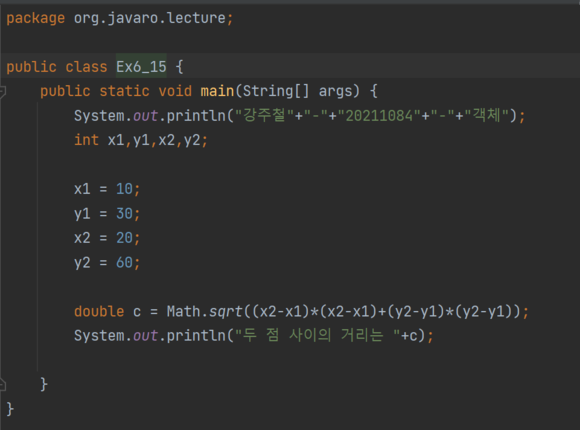 package org.javaro.lecture;
public class Ex6_15 {
public static void main(String[] args) {
System.out.println("강주철"+"-"+"20211084"+"-"+"객체");
int x1,y1,x2,y2;
x1 = 10;
y1 = 30;
x2 = 20;
y2 = 60;
double c = Math.sqrt((x2-x1)*(x2-x1)+(y2-y1)*(y2-y1));
System.out.println("두 점 사이의 거리는 "+c);
}
}